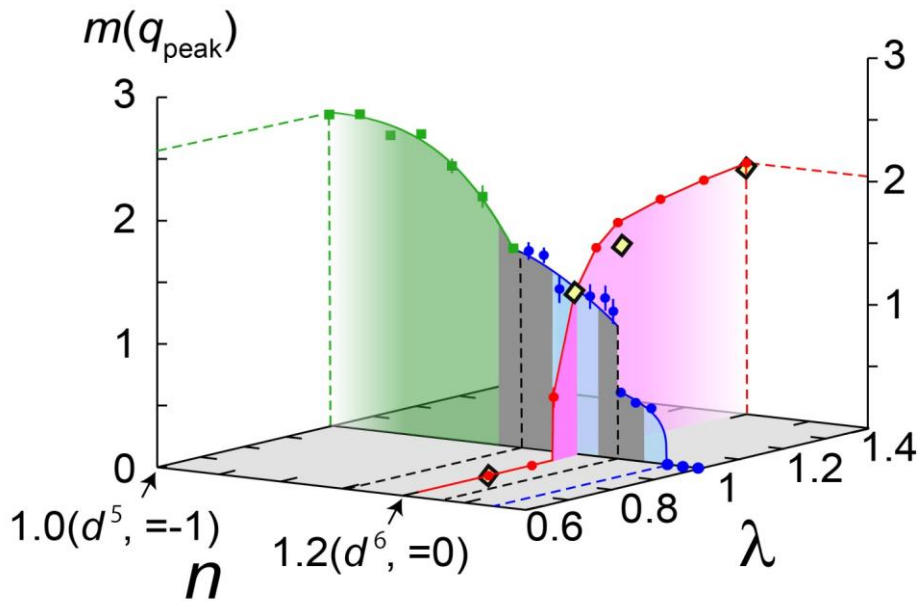 m(q_peak)
3
2
1
0
3
2
1
1.0(d^5, =-1)
1.2(d^6, =0)
n
0.6
0.8
1
1.2
1.4
λ